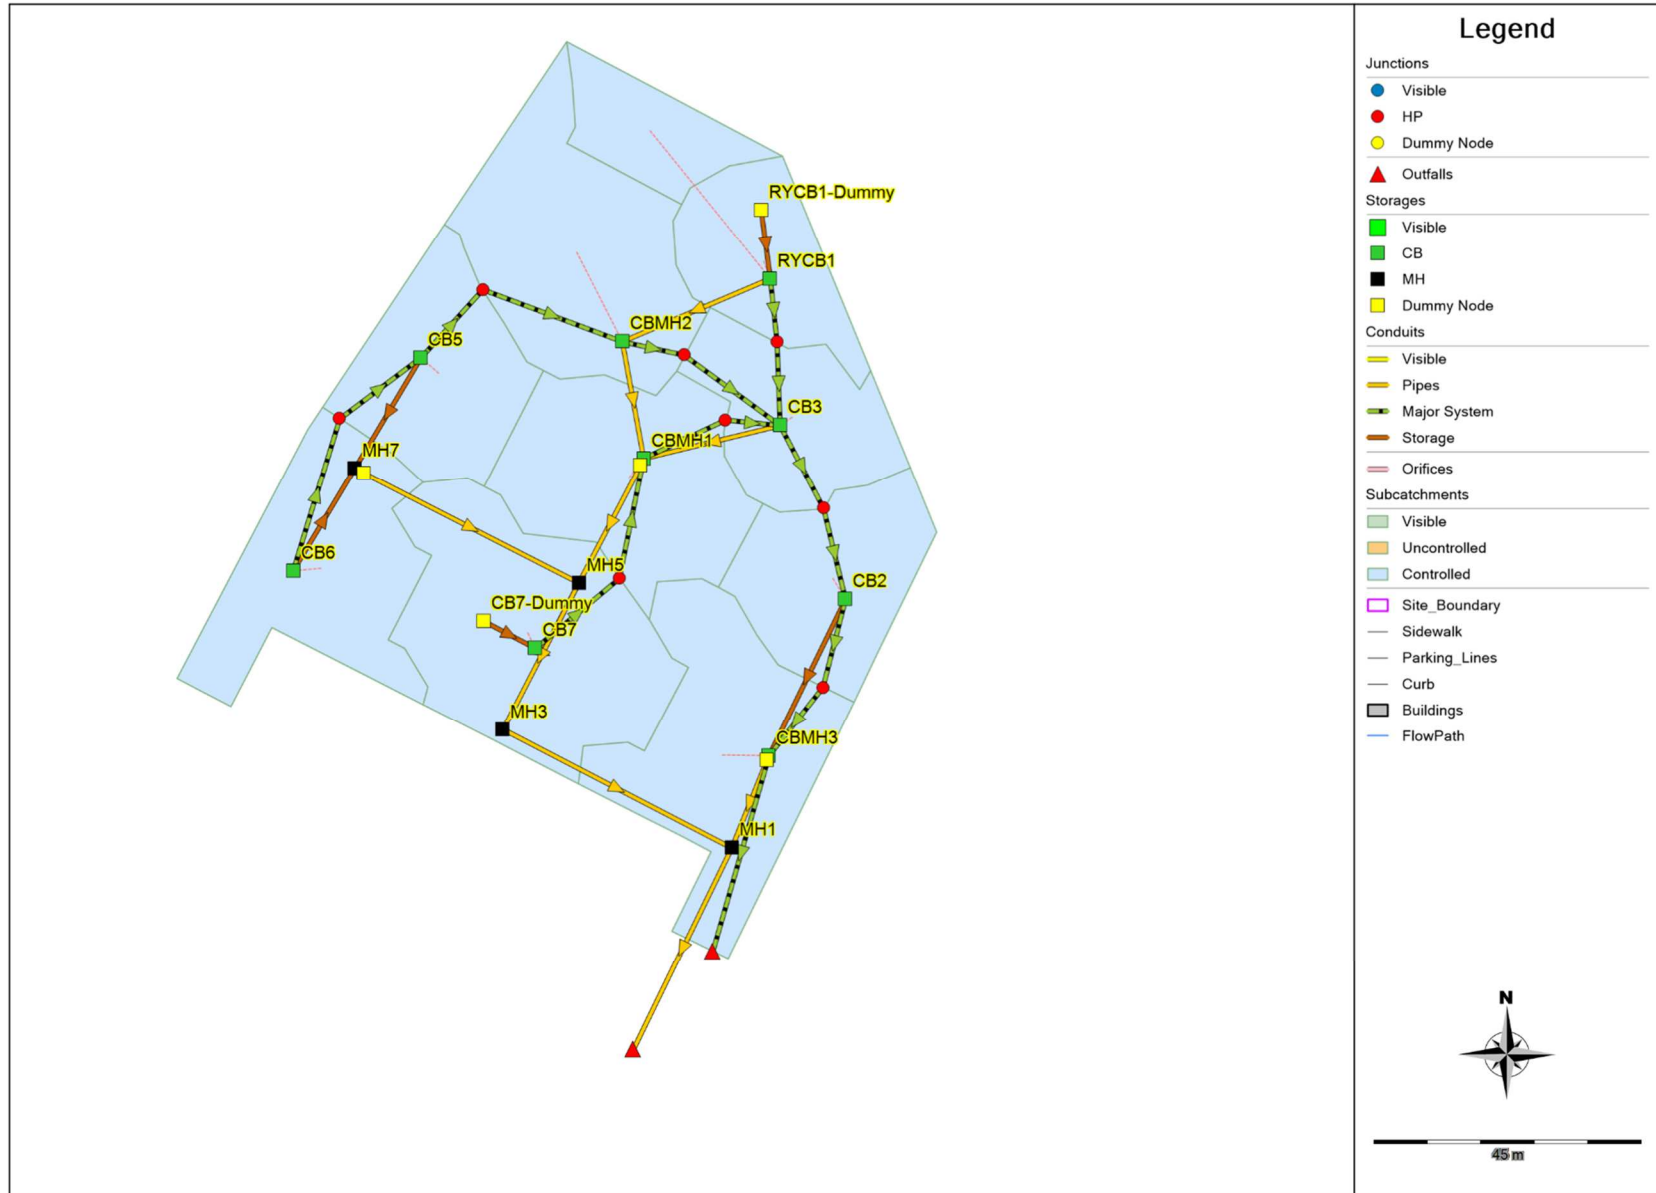 RYCB1-Dummy
RYCB1
CBMH2
CB5
CB3
CBMH1
MH7
CB6
MH5
CB2
CB7-Dummy
CB7
MH3
CBMH3
MH1
Legend
Junctions
Visible
HP
Dummy Node
Outfalls
Storages
Visible
CB
MH
Dummy Node
Conduits
Visible
Pipes
Major System
Storage
Orifices
Subcatchments
Visible
Uncontrolled
Controlled
Site_Boundary
Sidewalk
Parking_Lines
Curb
Buildings
FlowPath
N
45 m